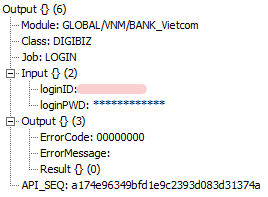 Output {} (6)
Module: GLOBAL/VNM/BANK_Vietcom
Class: DIGIBIZ
Job: LOGIN
Input {} (2)
loginID:
loginPWD: ************
Output {} (3)
ErrorCode: 00000000
ErrorMessage:
Result {} (0)
API_SEQ: a174e96349bfd1e9c2393d083d31374a